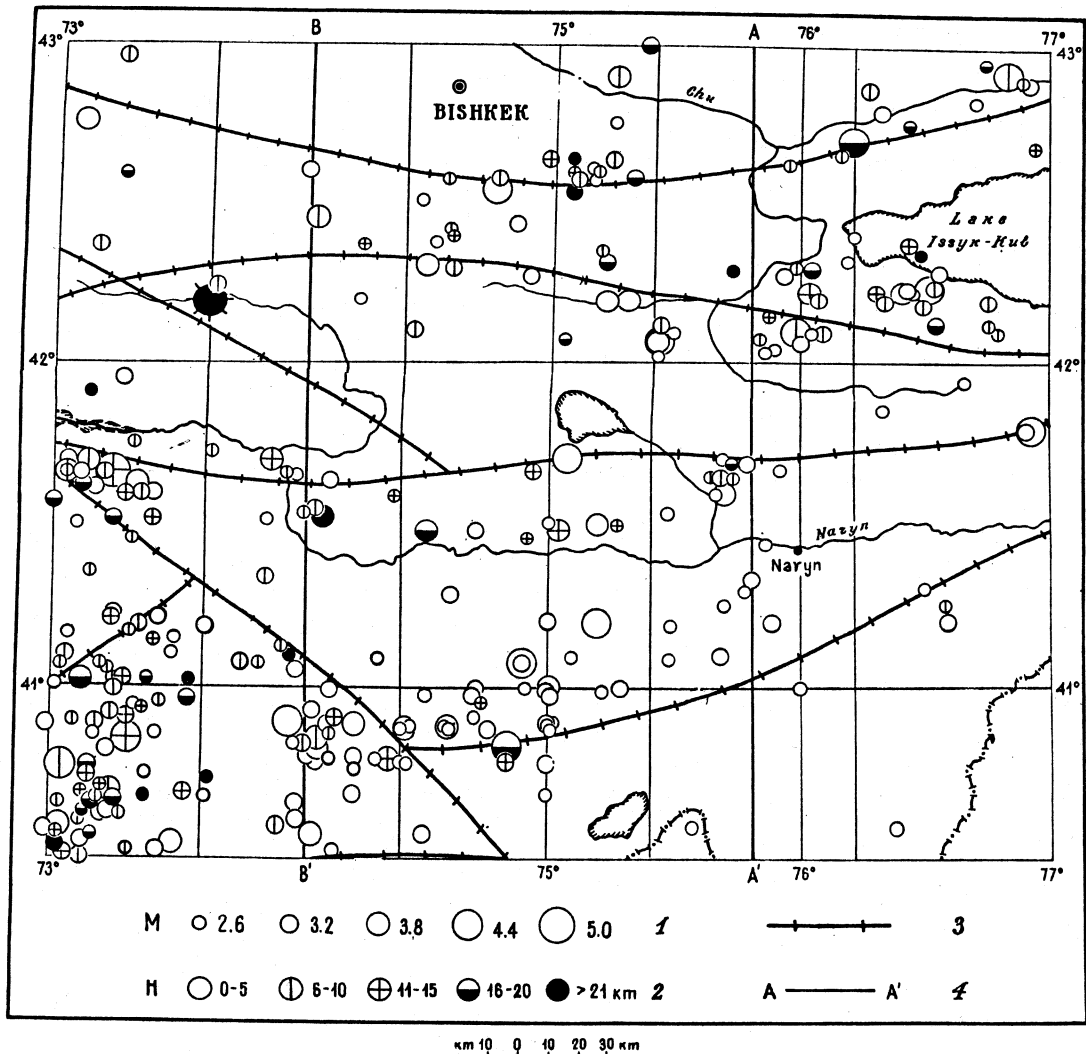 73° B 75° A 76° 77°
43° 43°
Chu
BISHKEK
Lake
Issyk-Kul
42° 42°
Naryn
Naryn
41° 41°
73° B' 75° A' 76° 77°
M 2.6 3.2 3.8 4.4 5.0 1 3
H 0-5 6-10 11-15 16-20 >21 km 2 A A' 4
km 10 0 10 20 30 km